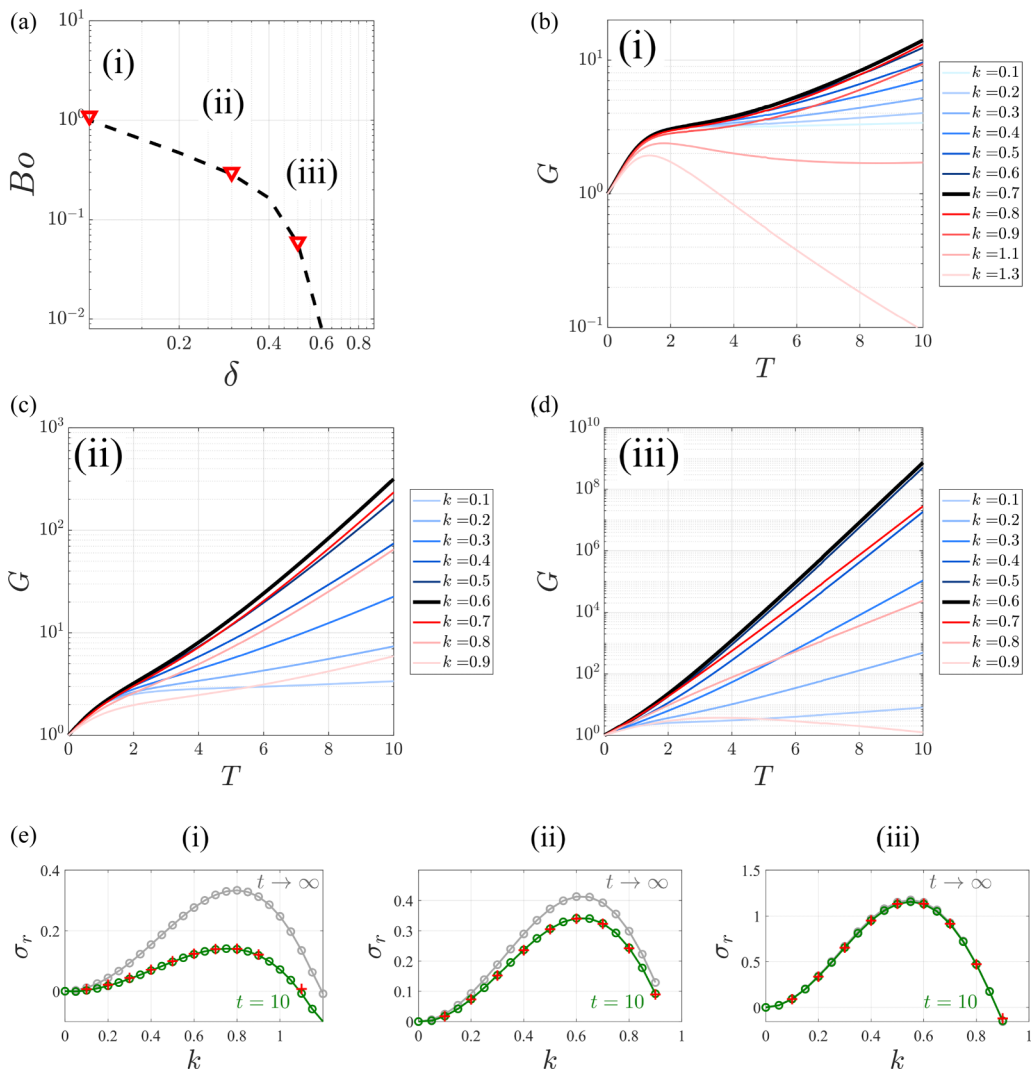 (a)
10^1
10^0
10^-1
10^-2
Bo
(i)
(ii)
(iii)
0.2
0.4
0.6
0.8
δ
(b)
(i)
10^1
10^0
10^-1
G
0
2
4
6
8
10
T
k =0.1
k =0.2
k =0.3
k =0.4
k =0.5
k =0.6
k =0.7
k =0.8
k =0.9
k =1.1
k =1.3
(c)
(ii)
10^3
10^2
10^1
10^0
G
0
2
4
6
8
10
T
k =0.1
k =0.2
k =0.3
k =0.4
k =0.5
k =0.6
k =0.7
k =0.8
k =0.9
(d)
(iii)
10^10
10^8
10^6
10^4
10^2
10^0
G
0
2
4
6
8
10
T
k =0.1
k =0.2
k =0.3
k =0.4
k =0.5
k =0.6
k =0.7
k =0.8
k =0.9
(e)
(i)
0.4
0.2
0
σ_r
t → ∞
t = 10
0
0.2
0.4
0.6
0.8
1
k
(ii)
0.4
0.3
0.2
0.1
0
σ_r
t → ∞
t = 10
0
0.2
0.4
0.6
0.8
1
k
(iii)
1.5
1
0.5
0
σ_r
t → ∞
t = 10
0
0.2
0.4
0.6
0.8
1
k